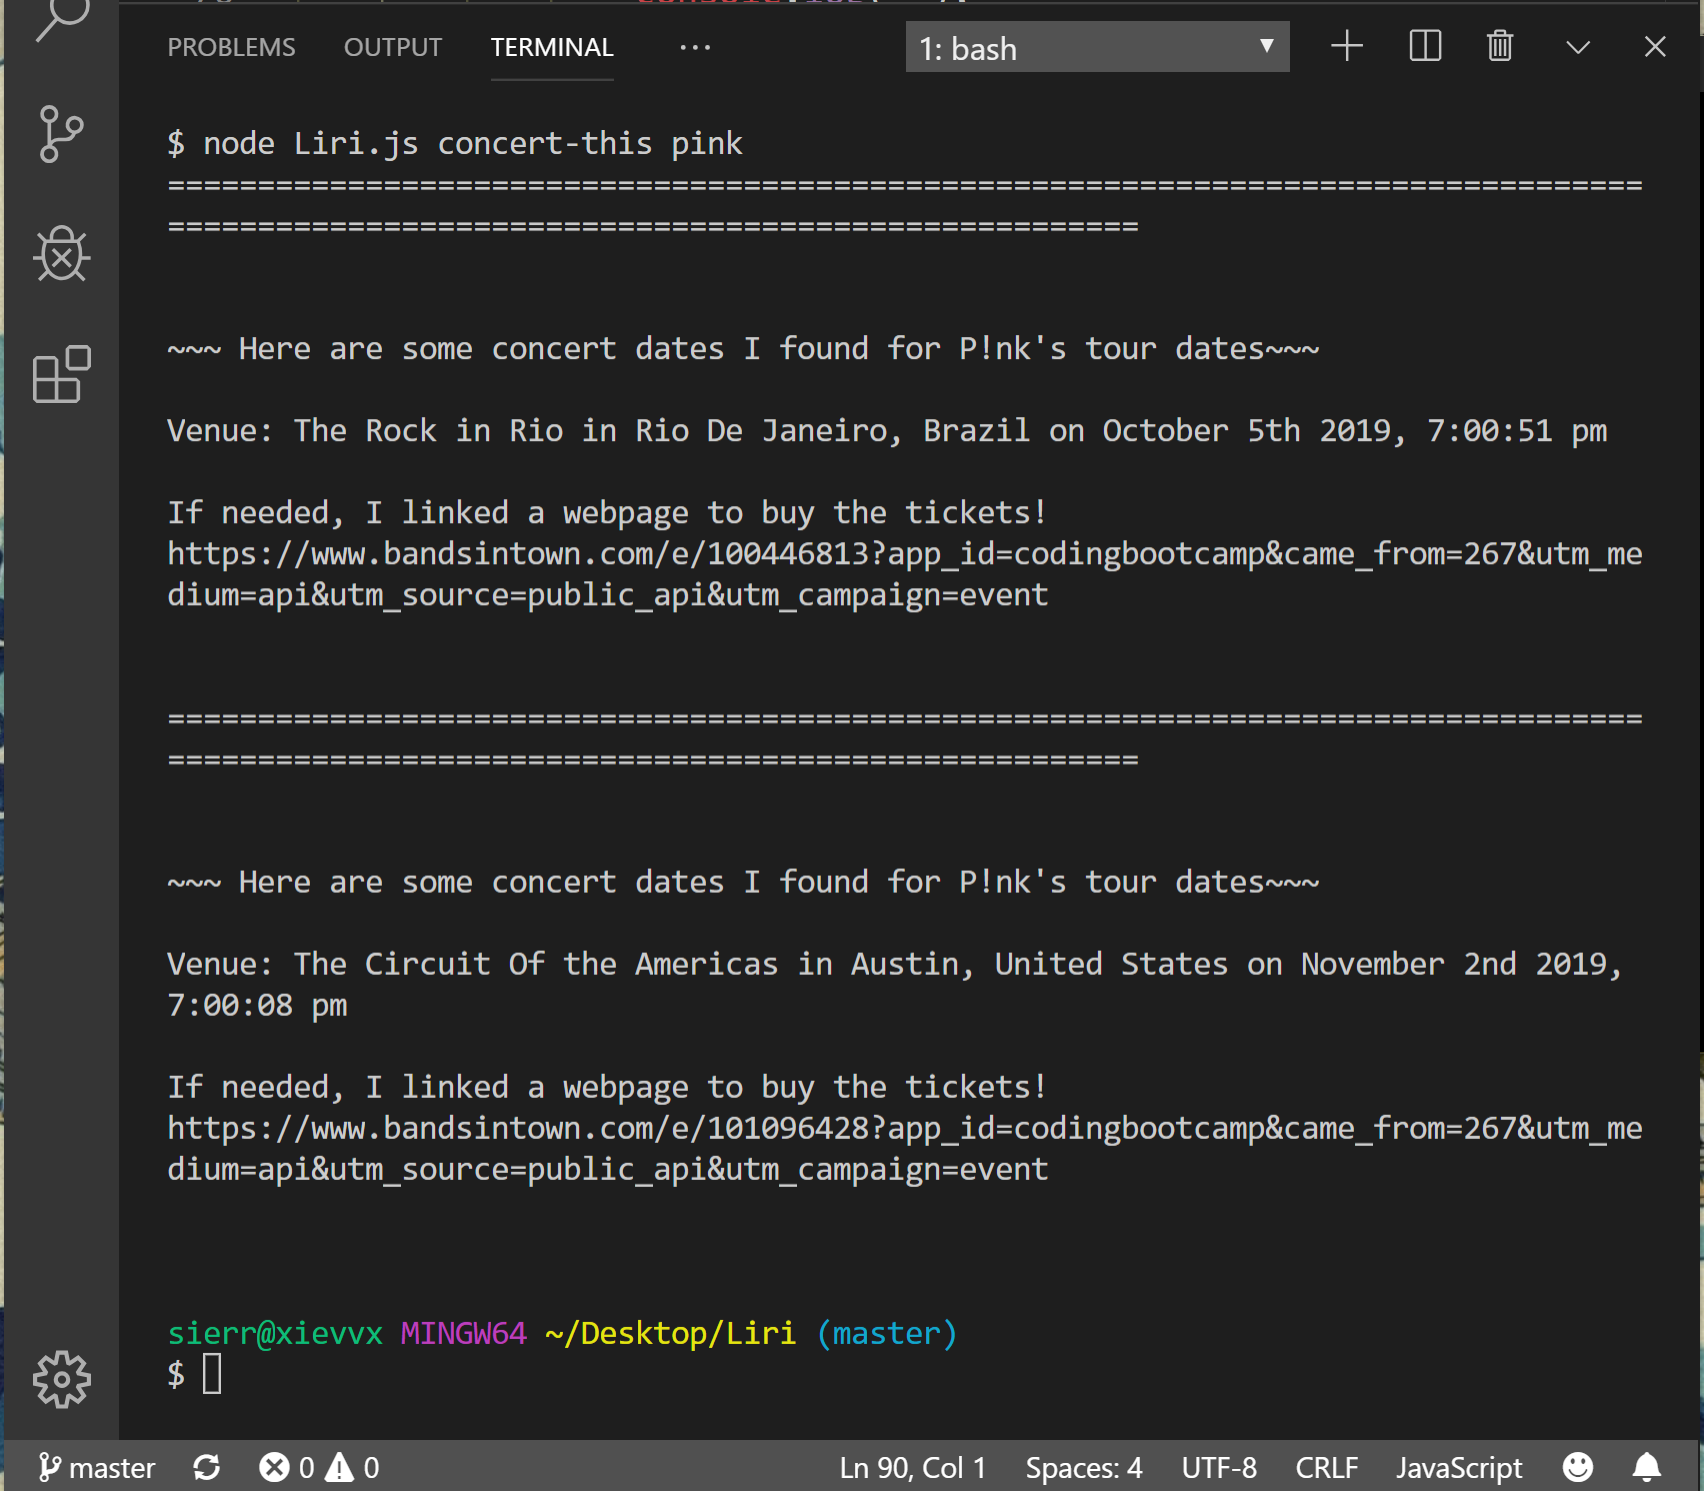 PROBLEMS OUTPUT TERMINAL ... 1: bash
$ node Liri.js concert-this pink
==================================================================================
======================================================
~~~ Here are some concert dates I found for P!nk's tour dates~~~
Venue: The Rock in Rio in Rio De Janeiro, Brazil on October 5th 2019, 7:00:51 pm
If needed, I linked a webpage to buy the tickets!
https://www.bandsintown.com/e/100446813?app_id=codingbootcamp&came_from=267&utm_me
dium=api&utm_source=public_api&utm_campaign=event
==================================================================================
======================================================
~~~ Here are some concert dates I found for P!nk's tour dates~~~
Venue: The Circuit Of the Americas in Austin, United States on November 2nd 2019,
7:00:08 pm
If needed, I linked a webpage to buy the tickets!
https://www.bandsintown.com/e/101096428?app_id=codingbootcamp&came_from=267&utm_me
dium=api&utm_source=public_api&utm_campaign=event
sierr@xievvx MINGW64 ~/Desktop/Liri (master)
$
master 0 0 Ln 90, Col 1 Spaces: 4 UTF-8 CRLF JavaScript